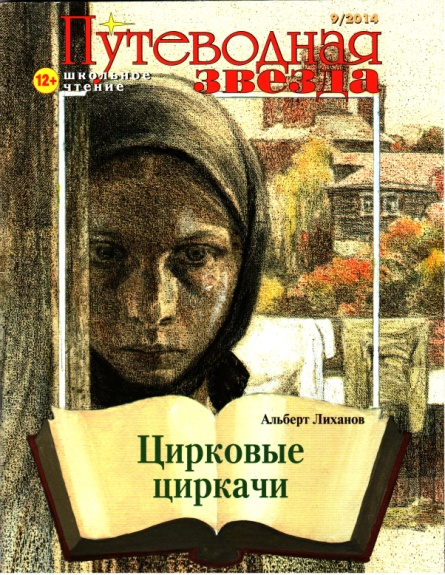 9/2014
Путеводная
звезда
12+
школьное
чтение
Альберт Лиханов
Цирковые
циркачи